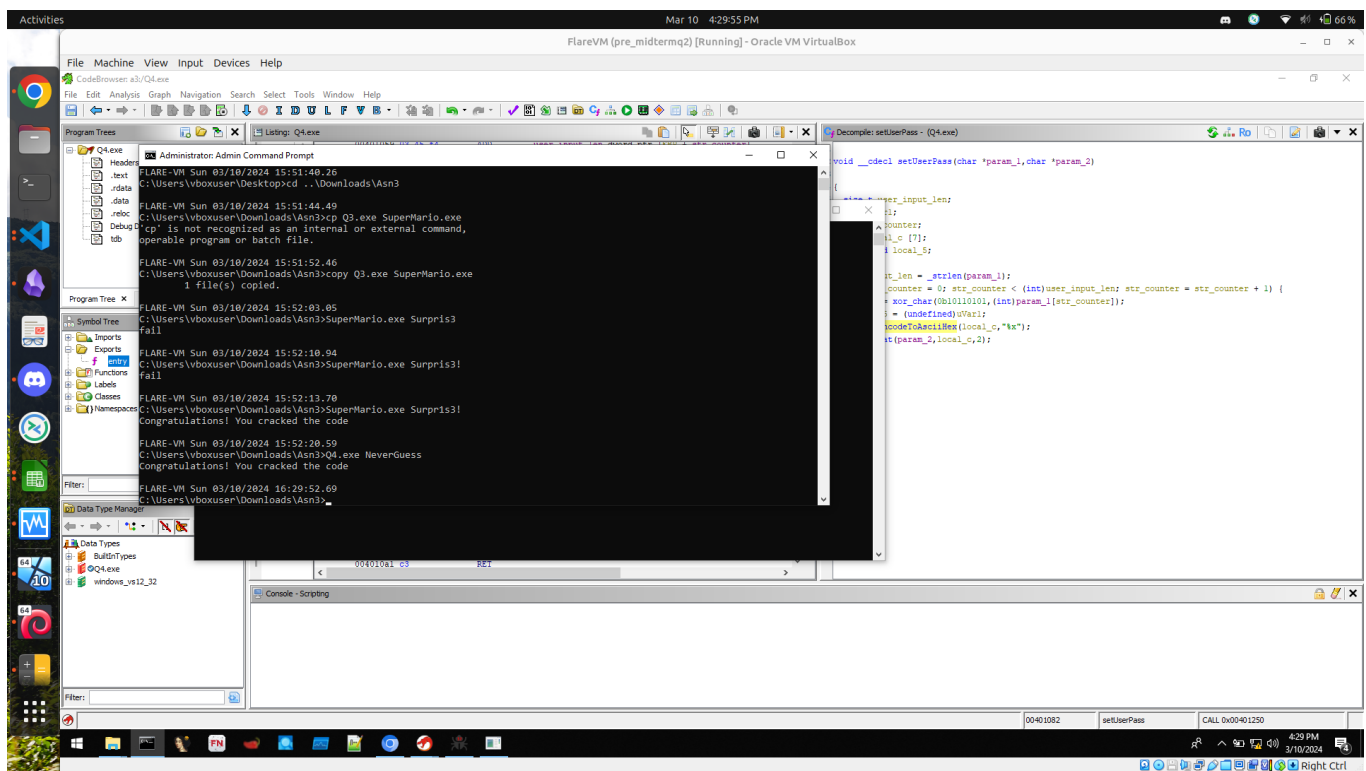 Activities
Mar 10 4:29:55 PM
66%
FlareVM (pre_midtermq2) [Running] - Oracle VM VirtualBox
File Machine View Input Devices Help
CodeBrowser: a3:/Q4.exe
File Edit Analysis Graph Navigation Search Select Tools Window Help
Program Trees
Q4.exe
Headers
.text
.rdata
.data
.reloc
Debug D
tdb
Program Tree
Symbol Tree
Imports
Exports
f entry
Functions
Labels
Classes
Namespaces
Filter:
Data Type Manager
Data Types
BuiltInTypes
Q4.exe
windows_vs12_32
Filter:
Listing: Q4.exe
Administrator: Admin Command Prompt
FLARE-VM Sun 03/10/2024 15:51:40.26
C:\Users\vboxuser\Desktop>cd ..\Downloads\Asn3
FLARE-VM Sun 03/10/2024 15:51:44.49
C:\Users\vboxuser\Downloads\Asn3>cp Q3.exe SuperMario.exe
'cp' is not recognized as an internal or external command,
operable program or batch file.
FLARE-VM Sun 03/10/2024 15:51:52.46
C:\Users\vboxuser\Downloads\Asn3>copy Q3.exe SuperMario.exe
1 file(s) copied.
FLARE-VM Sun 03/10/2024 15:52:03.05
C:\Users\vboxuser\Downloads\Asn3>SuperMario.exe Surpris3
fail
FLARE-VM Sun 03/10/2024 15:52:10.94
C:\Users\vboxuser\Downloads\Asn3>SuperMario.exe Surpris3!
fail
FLARE-VM Sun 03/10/2024 15:52:13.70
C:\Users\vboxuser\Downloads\Asn3>SuperMario.exe Surpr1s3!
Congratulations! You cracked the code
FLARE-VM Sun 03/10/2024 15:52:20.59
C:\Users\vboxuser\Downloads\Asn3>Q4.exe NeverGuess
Congratulations! You cracked the code
FLARE-VM Sun 03/10/2024 16:29:52.69
C:\Users\vboxuser\Downloads\Asn3>
004010a1 c3 RET
Decompile: setUserPass - (Q4.exe)
void __cdecl setUserPass(char *param_1,char *param_2)
{
user_input_len;
counter;
[7];
local_5;
_len = _strlen(param_1);
counter = 0; str_counter < (int)user_input_len; str_counter = str_counter + 1) {
= xor_char(0b10110101,(int)param_1[str_counter]);
= (undefined)uVar1;
ncodeToAsciiHex(local_c,"%x");
at(param_2,local_c,2);
Console - Scripting
00401082
setUserPass
CALL 0x00401250
4:29 PM
3/10/2024
Right Ctrl